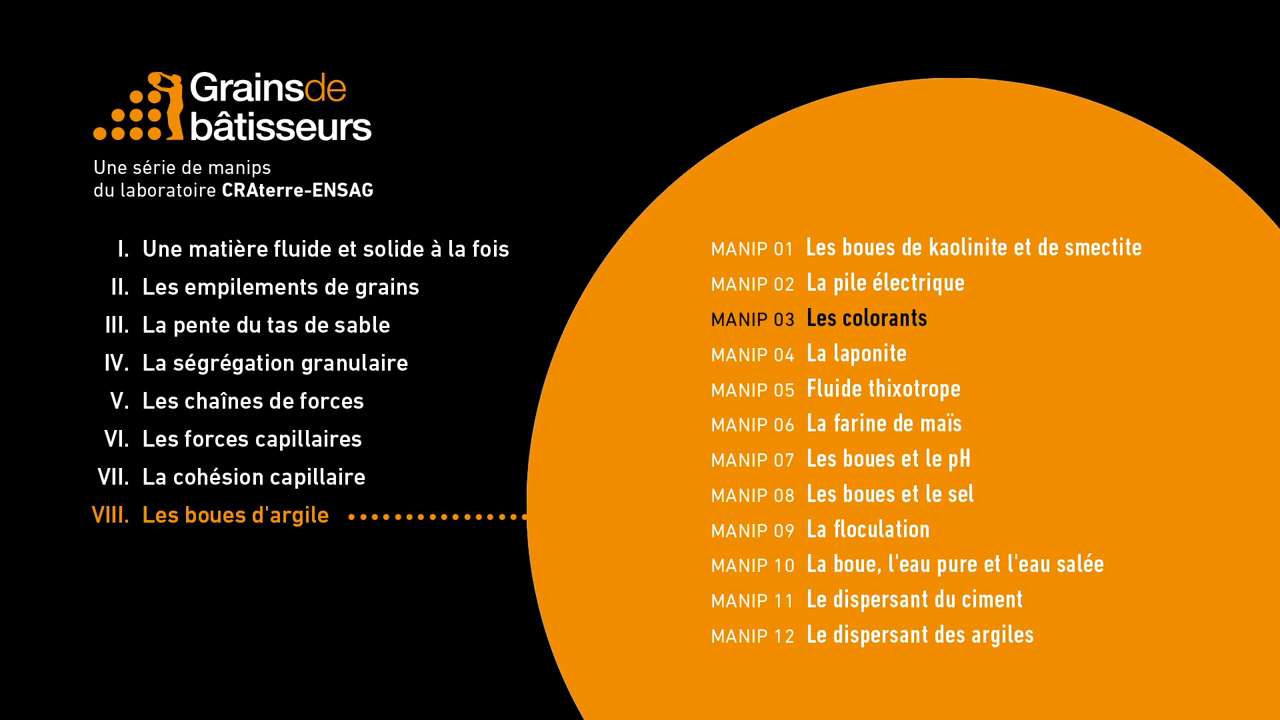 Grainsde
bâtisseurs
Une série de manips
du laboratoire CRAterre-ENSAG
I. Une matière fluide et solide à la fois
II. Les empilements de grains
III. La pente du tas de sable
IV. La ségrégation granulaire
V. Les chaînes de forces
VI. Les forces capillaires
VII. La cohésion capillaire
VIII. Les boues d'argile
MANIP 01 Les boues de kaolinite et de smectite
MANIP 02 La pile électrique
MANIP 03 Les colorants
MANIP 04 La laponite
MANIP 05 Fluide thixotrope
MANIP 06 La farine de maïs
MANIP 07 Les boues et le pH
MANIP 08 Les boues et le sel
MANIP 09 La floculation
MANIP 10 La boue, l'eau pure et l'eau salée
MANIP 11 Le dispersant du ciment
MANIP 12 Le dispersant des argiles